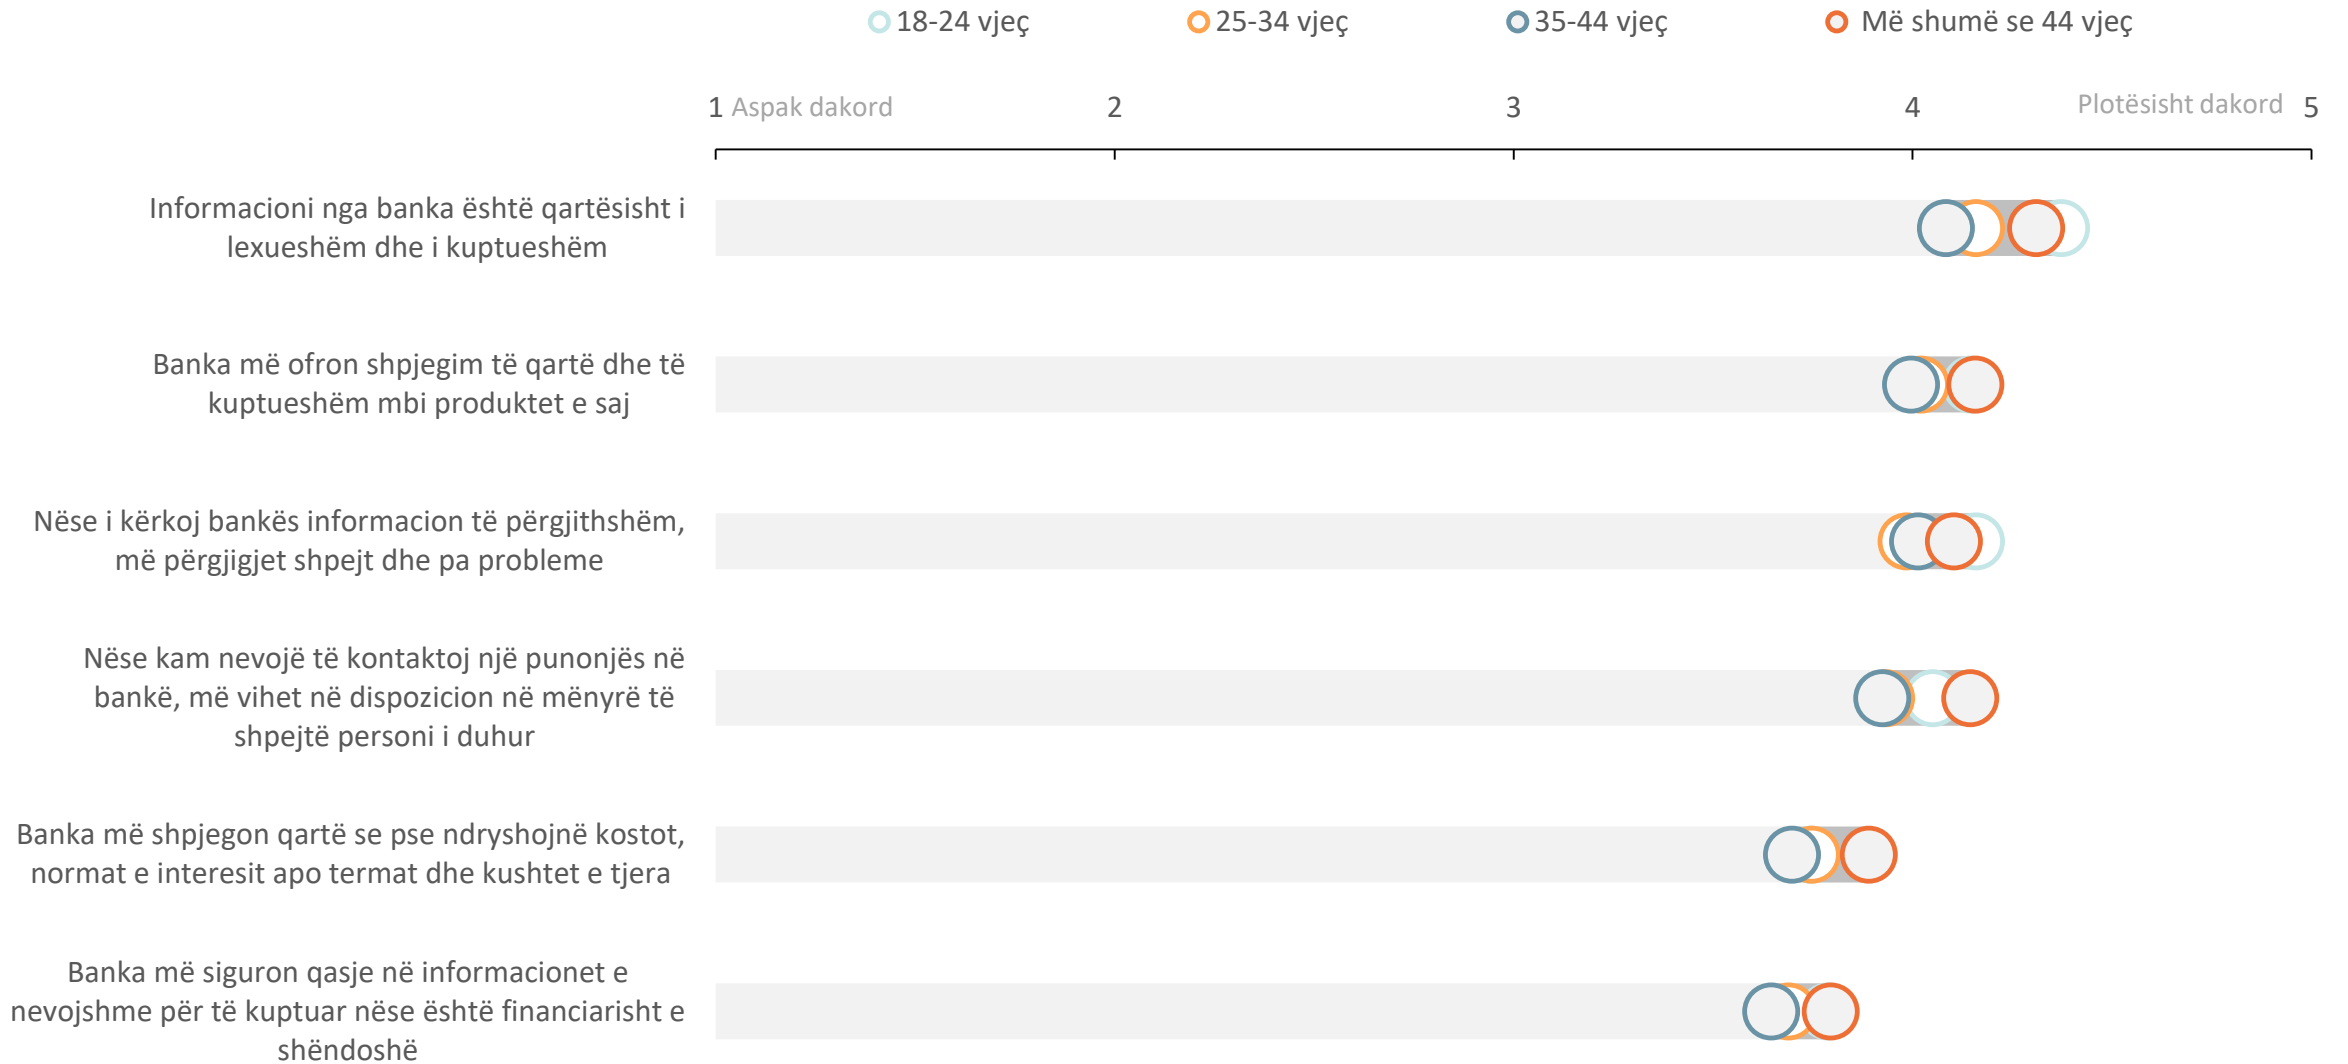 18-24 vjeç 25-34 vjeç 35-44 vjeç Më shumë se 44 vjeç
1 Aspak dakord 2 3 4 Plotësisht dakord 5
Informacioni nga banka është qartësisht i
lexueshëm dhe i kuptueshëm
Banka më ofron shpjegim të qartë dhe të
kuptueshëm mbi produktet e saj
Nëse i kërkoj bankës informacion të përgjithshëm,
më përgjigjet shpejt dhe pa probleme
Nëse kam nevojë të kontaktoj një punonjës në
bankë, më vihet në dispozicion në mënyrë të
shpejtë personi i duhur
Banka më shpjegon qartë se pse ndryshojnë kostot,
normat e interesit apo termat dhe kushtet e tjera
Banka më siguron qasje në informacionet e
nevojshme për të kuptuar nëse është financiarisht e
shëndoshë